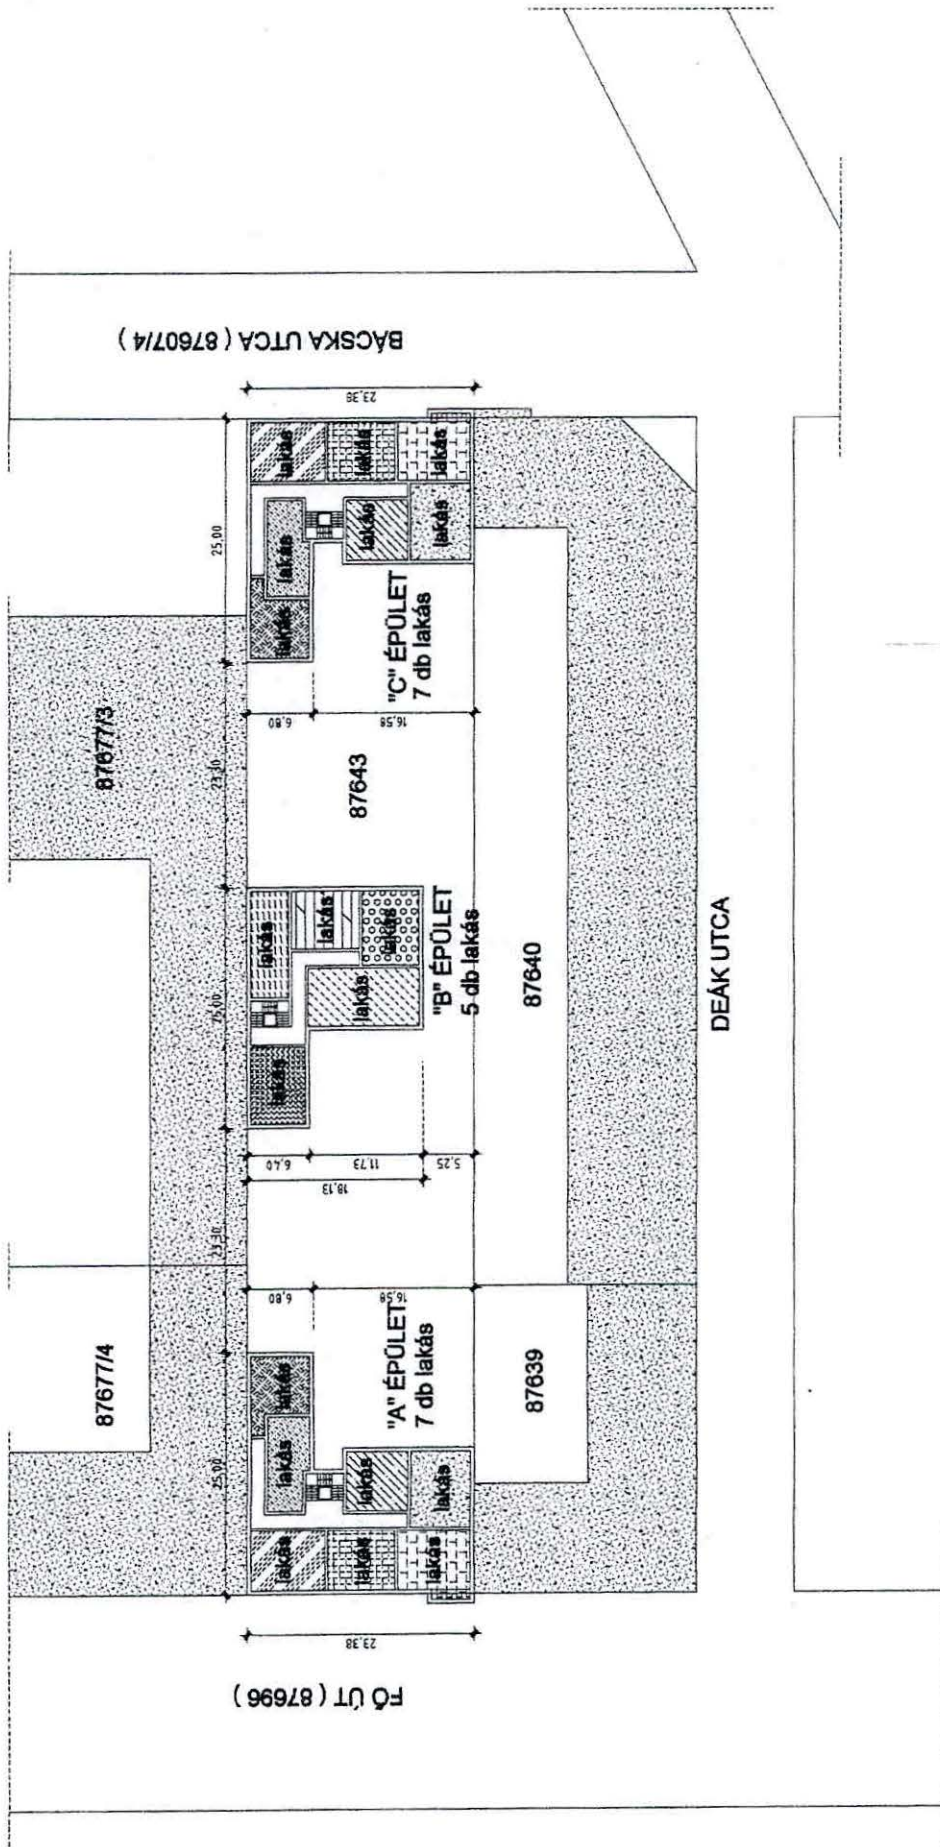 BÁCSKA UTCA ( 87607/4 )
23,38
lakás
lakás
lakás
lakás
lakás
lakás
lakás
25,00
"C" ÉPÜLET
7 db lakás
6,80
16,58
87677/3
23,30
87643
lakás
lakás
lakás
lakás
lakás
25,00
"B" ÉPÜLET
5 db lakás
87640
DEÁK UTCA
6,40
11,73
5,25
18,13
23,30
6,80
16,58
87677/4
"A" ÉPÜLET
7 db lakás
87639
lakás
lakás
lakás
lakás
lakás
lakás
lakás
25,00
23,38
FŐ ÚT ( 87696 )